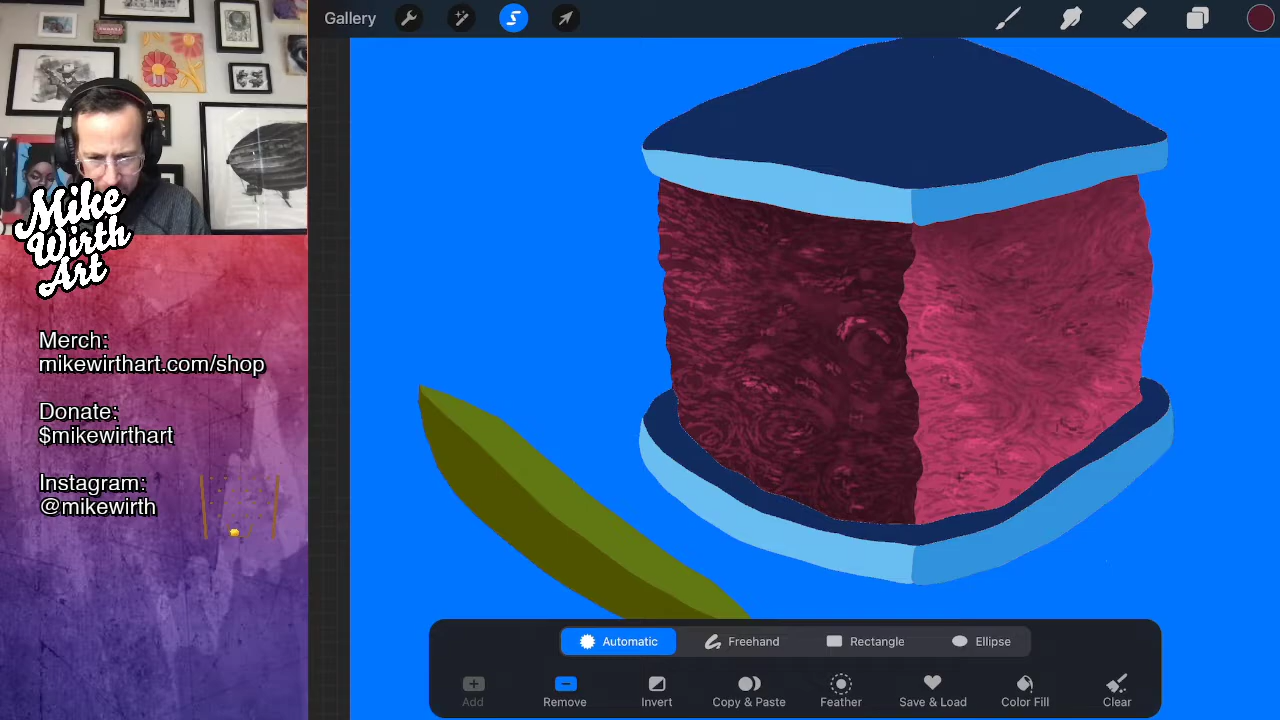 Gallery
Mike
Wirth
Art
Merch:
mikewirthart.com/shop
Donate:
$mikewirthart
Instagram:
@mikewirth
Automatic
Freehand
Rectangle
Ellipse
Add
Remove
Invert
Copy & Paste
Feather
Save & Load
Color Fill
Clear